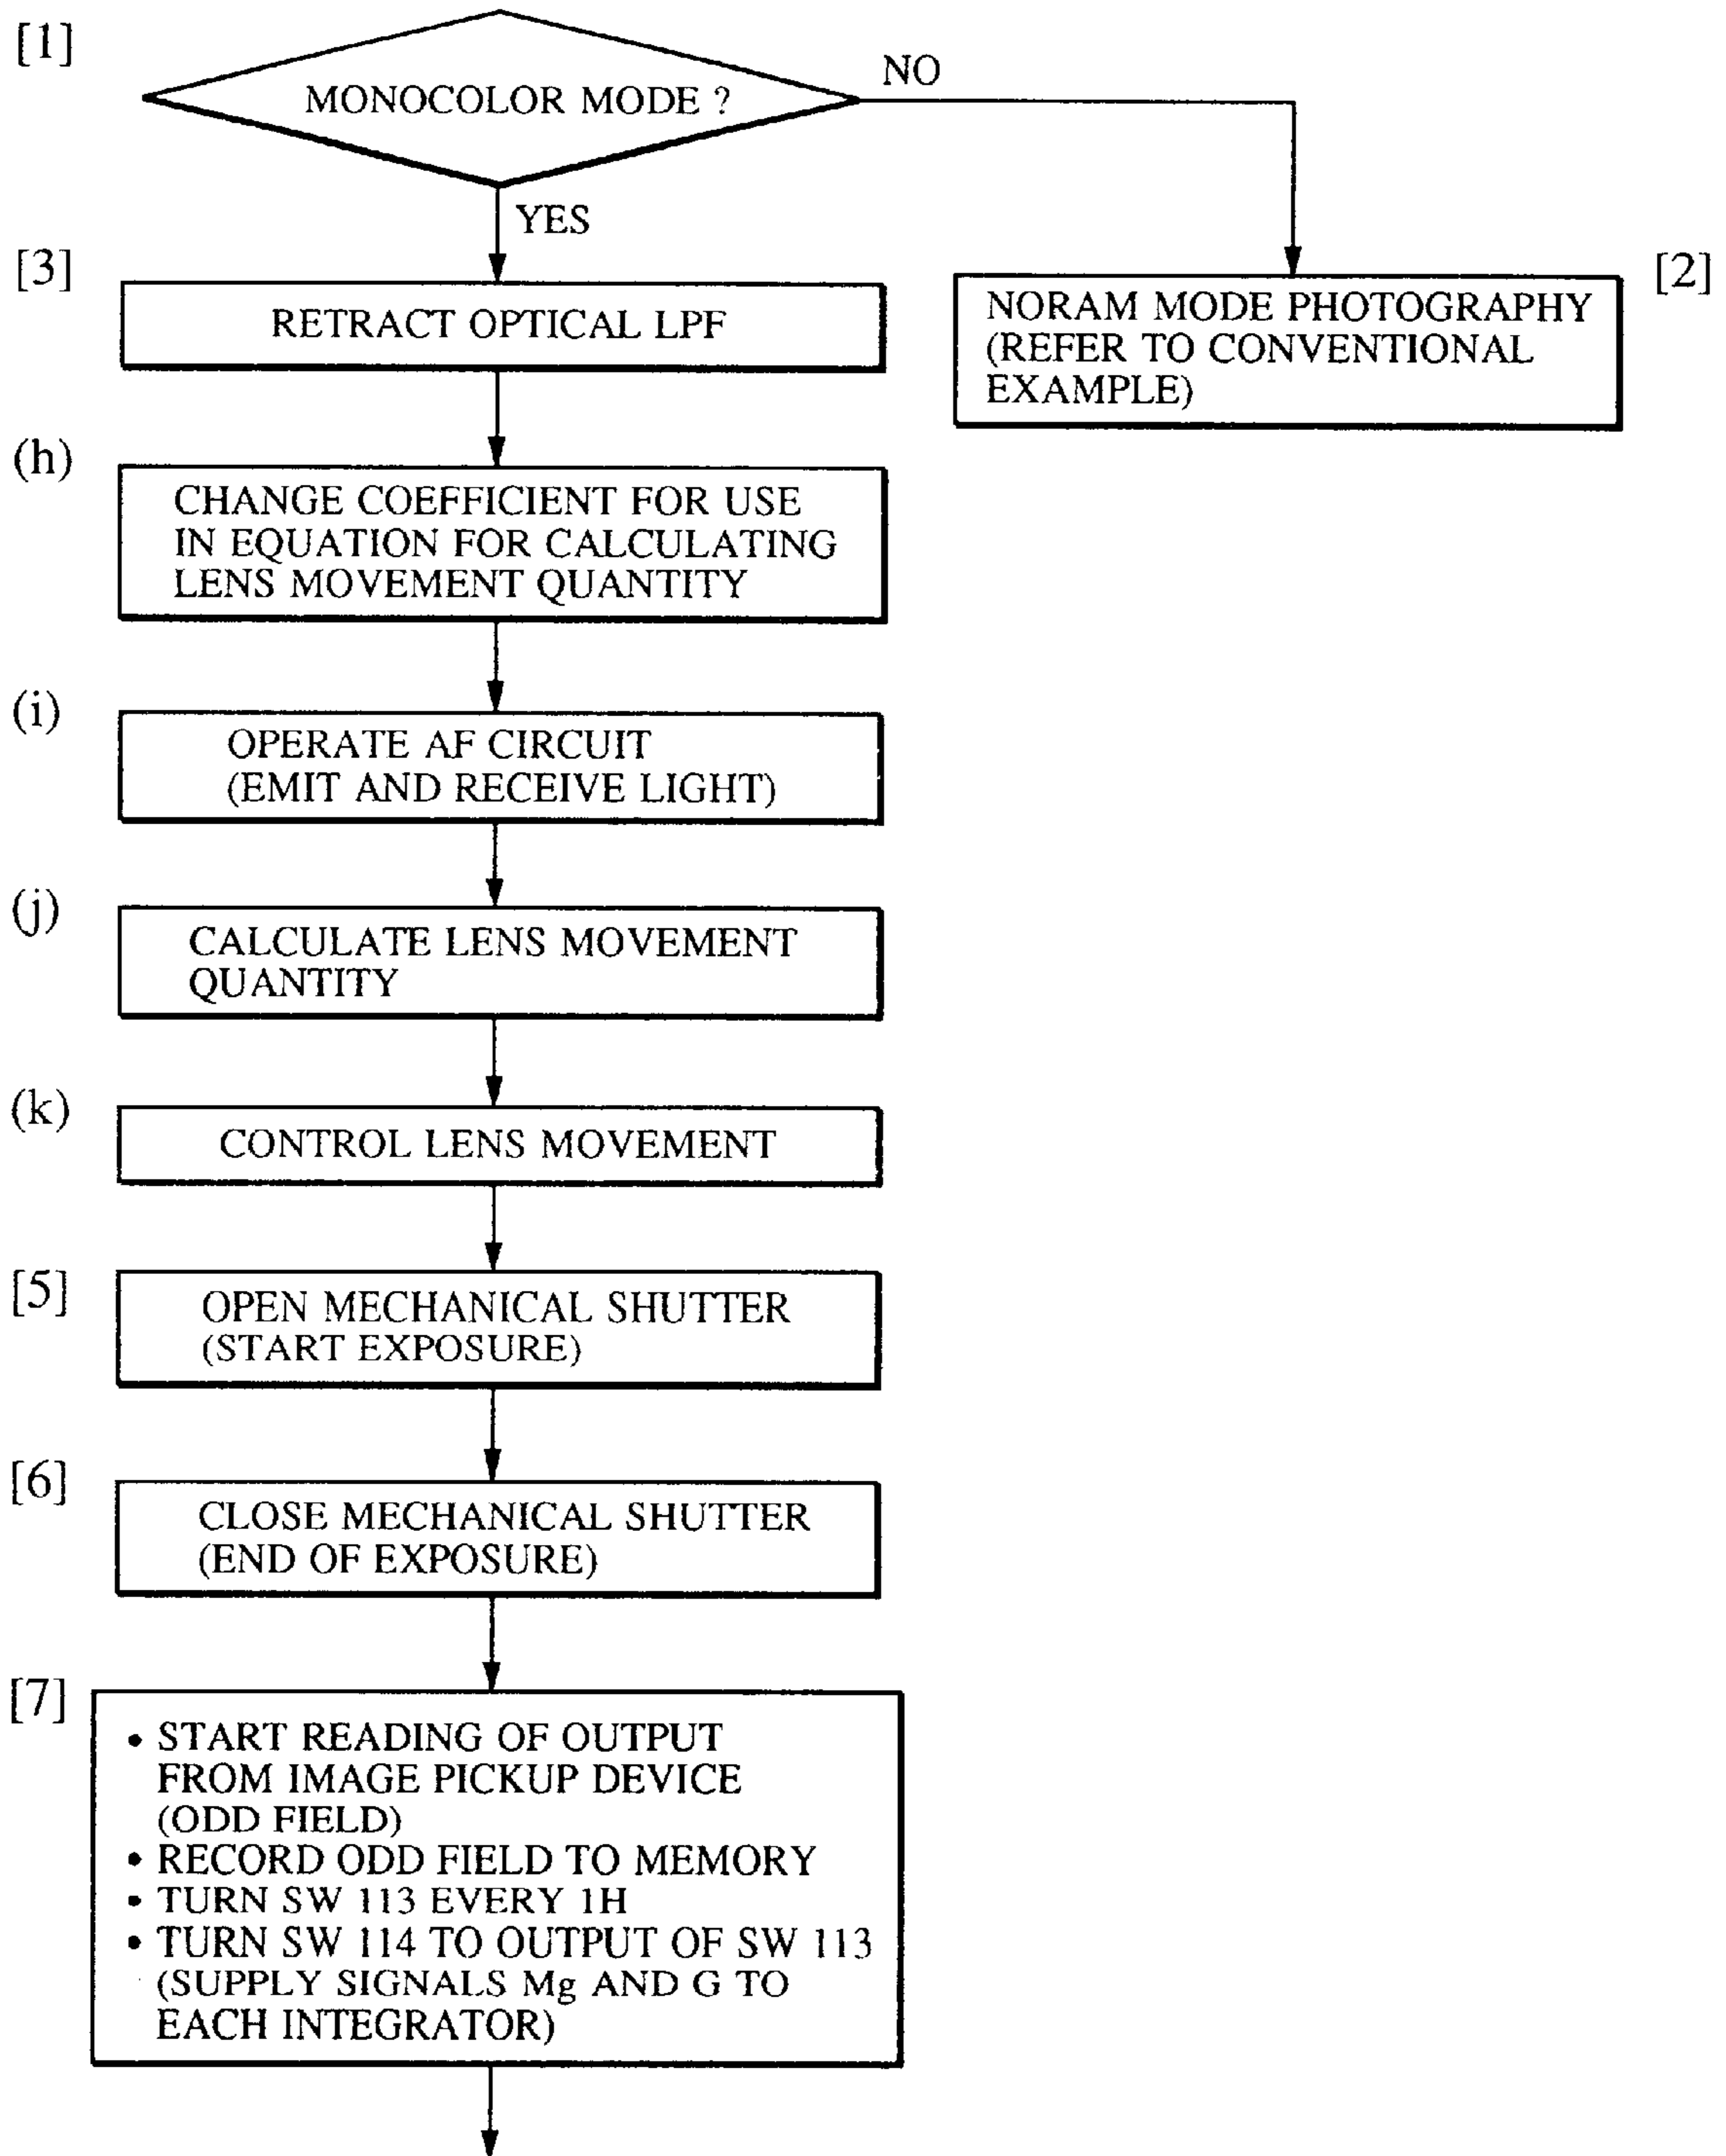 [1]
MONOCOLOR MODE ?
NO
YES
[3]
RETRACT OPTICAL LPF
[2]
NORAM MODE PHOTOGRAPHY
(REFER TO CONVENTIONAL
EXAMPLE)
(h)
CHANGE COEFFICIENT FOR USE
IN EQUATION FOR CALCULATING
LENS MOVEMENT QUANTITY
(i)
OPERATE AF CIRCUIT
(EMIT AND RECEIVE LIGHT)
(j)
CALCULATE LENS MOVEMENT
QUANTITY
(k)
CONTROL LENS MOVEMENT
[5]
OPEN MECHANICAL SHUTTER
(START EXPOSURE)
[6]
CLOSE MECHANICAL SHUTTER
(END OF EXPOSURE)
[7]
• START READING OF OUTPUT
FROM IMAGE PICKUP DEVICE
(ODD FIELD)
• RECORD ODD FIELD TO MEMORY
• TURN SW 113 EVERY 1H
• TURN SW 114 TO OUTPUT OF SW 113
(SUPPLY SIGNALS Mg AND G TO
EACH INTEGRATOR)